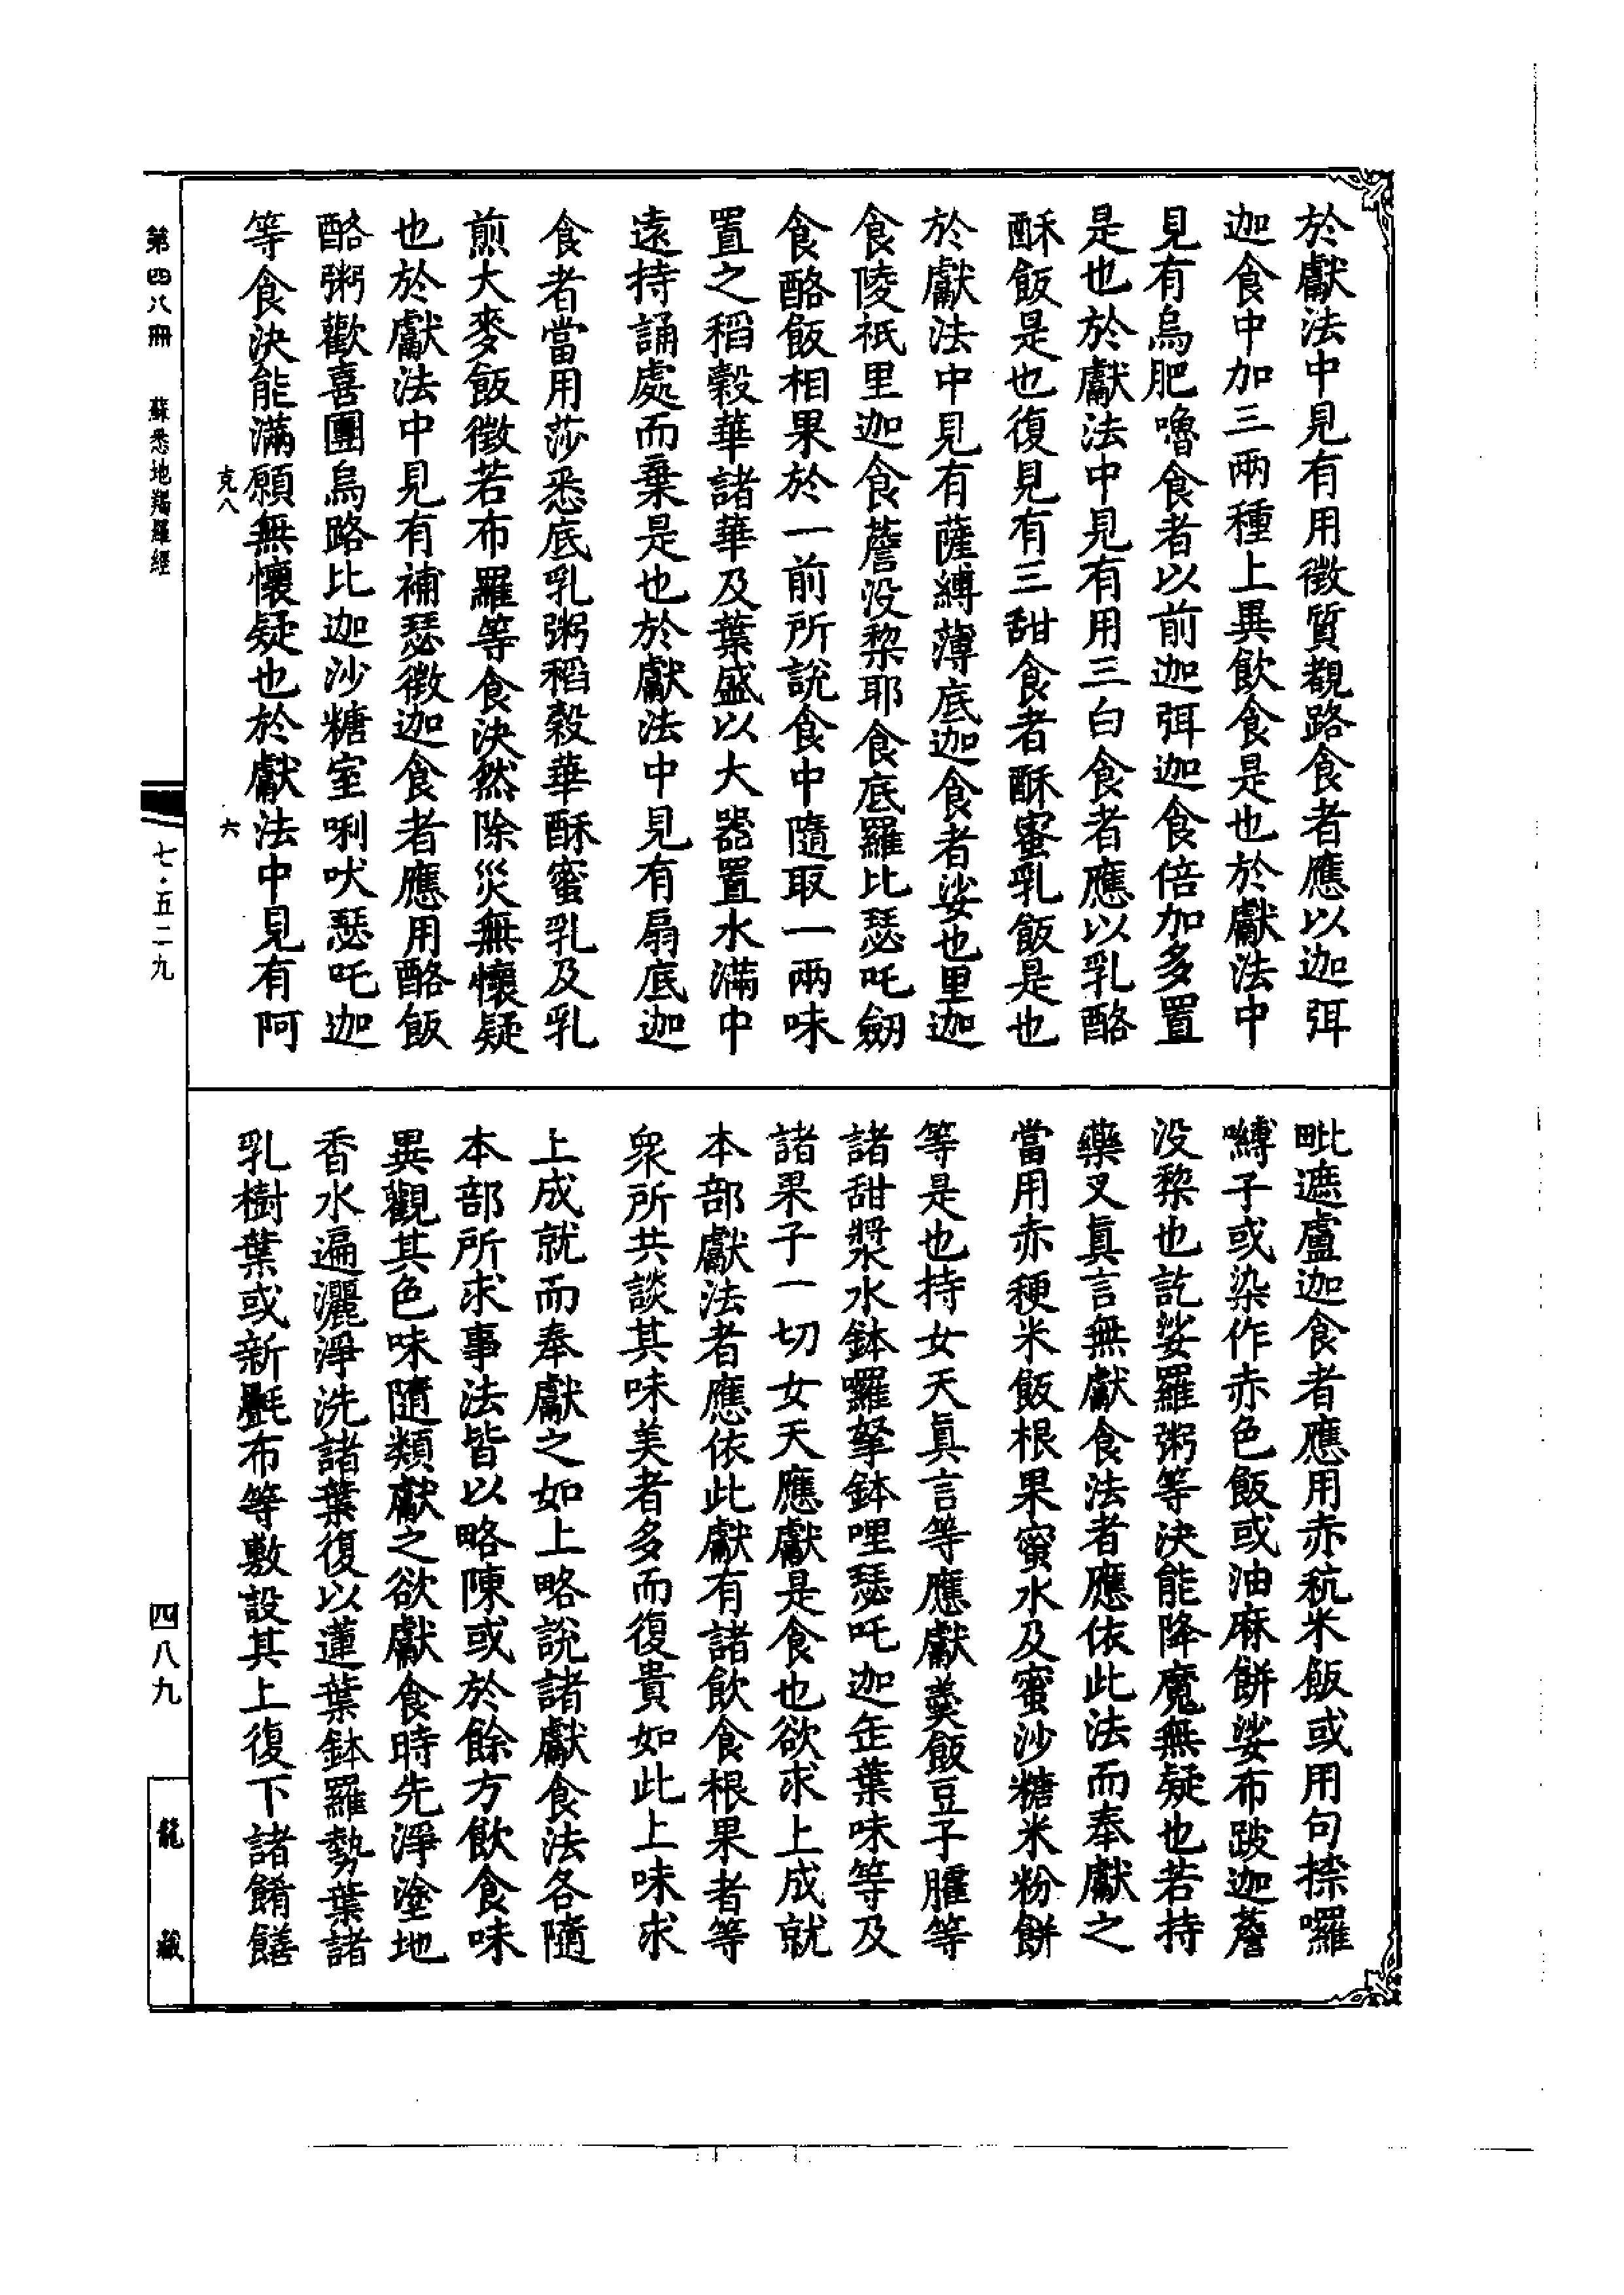 於獻法中見有用徵質觀路食者應以迦弭
迦食中加三兩種上異飲食是也於獻法中
見有烏肥嚕食者以前迦弭迦食倍加多置
是也於獻法中見有用三白食者應以乳酪
酥飯是也復見有三甜食者酥蜜乳飯是也
於獻法中見有薩縛薄底迦食者娑也里迦
食陵祇里迦食薝沒棃耶食底羅比瑟吒劒
食酪飯相果於一前所說食中隨取一兩味
置之稻穀華諸華及葉盛以大器置水滿中
遠持誦處而棄是也於獻法中見有扇底迦
食者當用莎悉底乳粥稻穀華酥蜜乳及乳
煎大麥飯徵若布羅等食決然除災無懷疑
也於獻法中見有補瑟徵迦食者應用酪飯
酪粥歡喜團烏路比迦沙糖室唎吠瑟吒迦
等食決能滿願無懷疑也於獻法中見有阿
毗遮盧迦食者應用赤秔米飯或用句捺囉
嚩子或染作赤色飯或油麻餅娑布跛迦薝
沒棃也訖娑羅粥等決能降魔無疑也若持
藥叉眞言無獻食法者應依此法而奉獻之
當用赤稉米飯根果蜜水及蜜沙糖米粉餅
等是也持女天眞言等應獻羮飯豆子臛等
諸甜漿水鉢囉拏鉢哩瑟吒迦缶葉味等及
諸果子一切女天應獻是食也欲求上成就
本部獻法者應依此獻有諸飲食根果者等
衆所共談其味美者多而復貴如此上味求
上成就而奉獻之如上略說諸獻食法各隨
本部所求事法皆以略陳或於餘方飲食味
異觀其色味隨類獻之欲獻食時先淨塗地
香水遍灑淨洗諸葉復以蓮葉鉢羅勢葉諸
乳樹葉或新㲲布等敷設其上復下諸餚饍
克八
六
第四八冊 蘇悉地羯羅經
七·五二九
四八九
龍藏